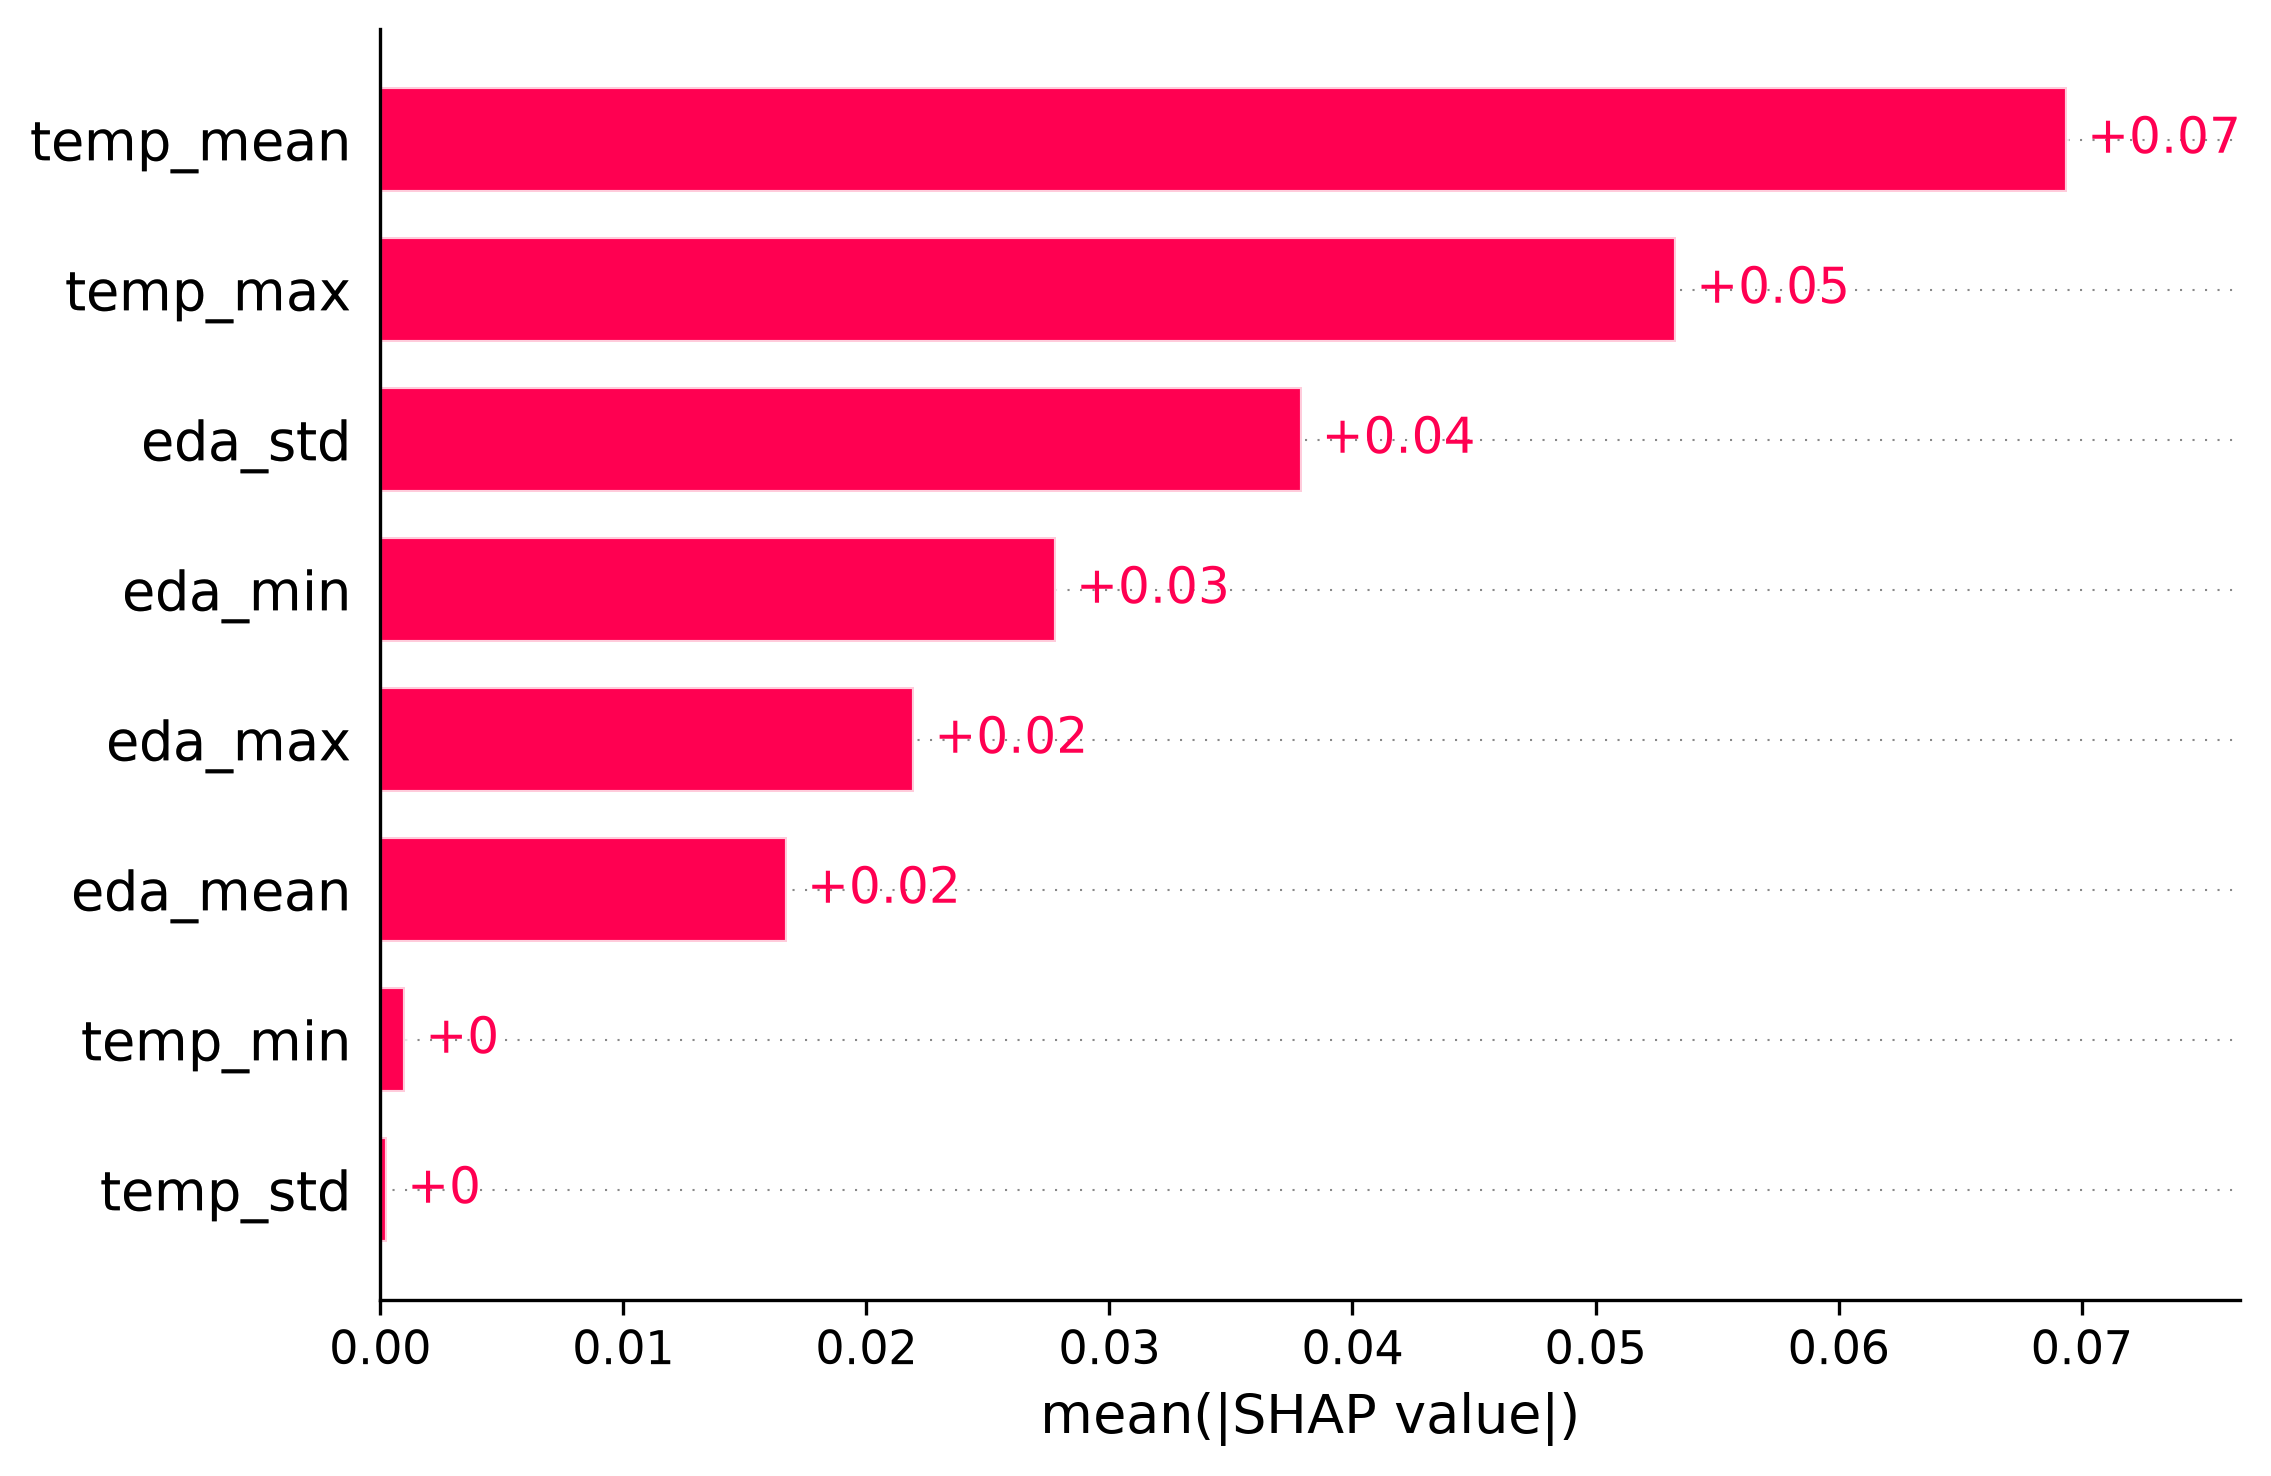 temp_mean +0.07
temp_max +0.05
eda_std +0.04
eda_min +0.03
eda_max +0.02
eda_mean +0.02
temp_min +0
temp_std +0
0.00 0.01 0.02 0.03 0.04 0.05 0.06 0.07
mean(|SHAP value|)